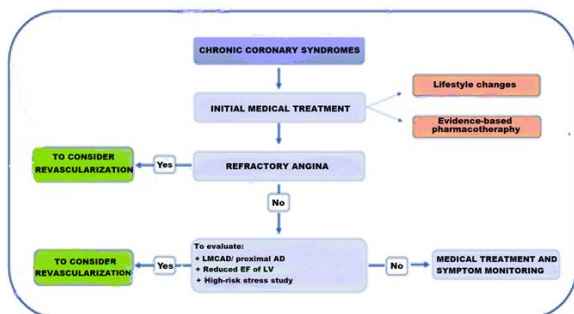 CHRONIC CORONARY SYNDROMES
INITIAL MEDICAL TREATMENT
Lifestyle changes
Evidence-based
pharmacotheraphy
TO CONSIDER
REVASCULARIZATION
Yes
REFRACTORY ANGINA
No
TO CONSIDER
REVASCULARIZATION
Yes
To evaluate:
+ LMCAD/ proximal AD
+ Reduced EF of LV
+ High-risk stress study
No
MEDICAL TREATMENT AND
SYMPTOM MONITORING